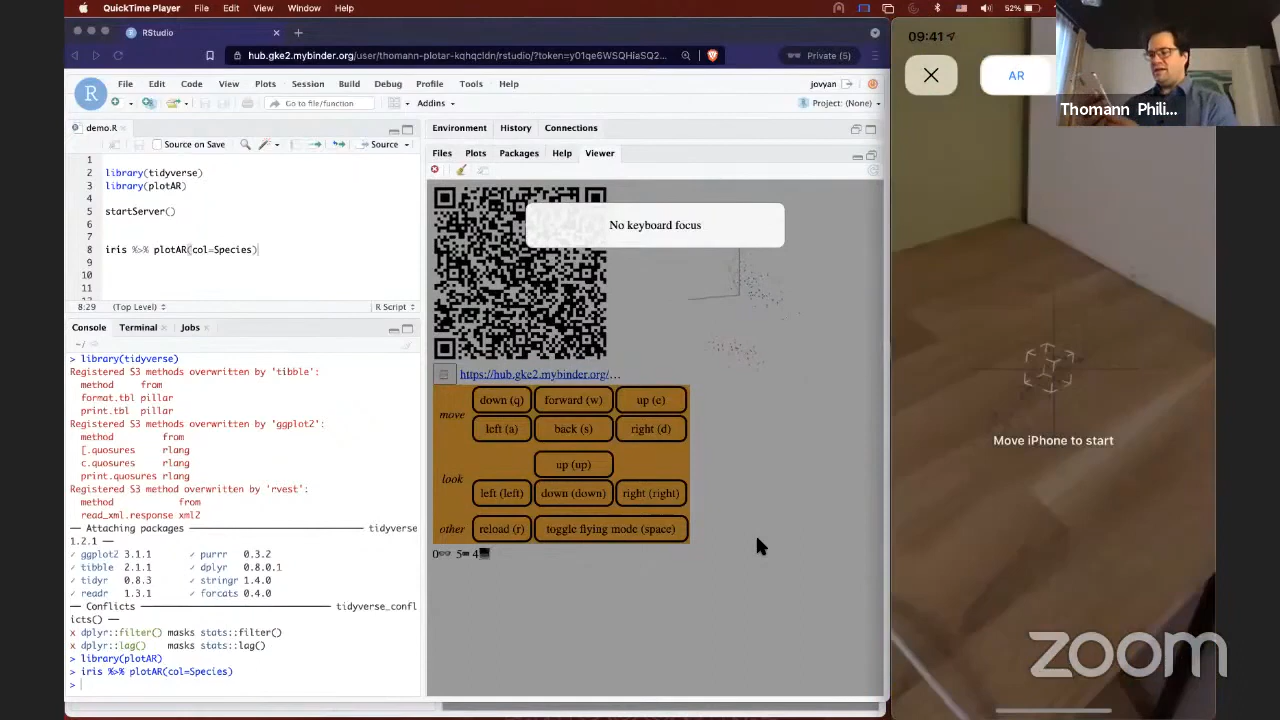 QuickTime Player File Edit View Window Help 52%
RStudio
hub.gke2.mybinder.org/user/thomann-plotar-kqhqcldn/rstudio/?token=y01qe6WSQHiaSQ2... Private (5)
R File Edit Code View Plots Session Build Debug Profile Tools Help jovyan
Go to file/function Addins Project: (None)
demo.R
Source on Save Source
1
2 library(tidyverse)
3 library(plotAR)
4
5 startServer()
6
7
8 iris %>% plotAR(col=Species)
9
10
11
8:29 (Top Level) R Script
Console Terminal Jobs
~/
> library(tidyverse)
Registered S3 methods overwritten by 'tibble':
method from
format.tbl pillar
print.tbl pillar
Registered S3 methods overwritten by 'ggplot2':
method from
[.quosures rlang
c.quosures rlang
print.quosures rlang
Registered S3 method overwritten by 'rvest':
method from
read_xml.response xml2
— Attaching packages ——— tidyverse
1.2.1 —
✓ ggplot2 3.1.1 ✓ purrr 0.3.2
✓ tibble 2.1.1 ✓ dplyr 0.8.0.1
✓ tidyr 0.8.3 ✓ stringr 1.4.0
✓ readr 1.3.1 ✓ forcats 0.4.0
— Conflicts ——— tidyverse_confl
icts() —
x dplyr::filter() masks stats::filter()
x dplyr::lag() masks stats::lag()
> library(plotAR)
> iris %>% plotAR(col=Species)
>
Environment History Connections
Files Plots Packages Help Viewer
No keyboard focus
https://hub.gke2.mybinder.org/…
move down (q) forward (w) up (e)
left (a) back (s) right (d)
look up (up)
left (left) down (down) right (right)
other reload (r) toggle flying mode (space)
0 5 4
09:41
AR
Thomann Phili...
Move iPhone to start
zoom